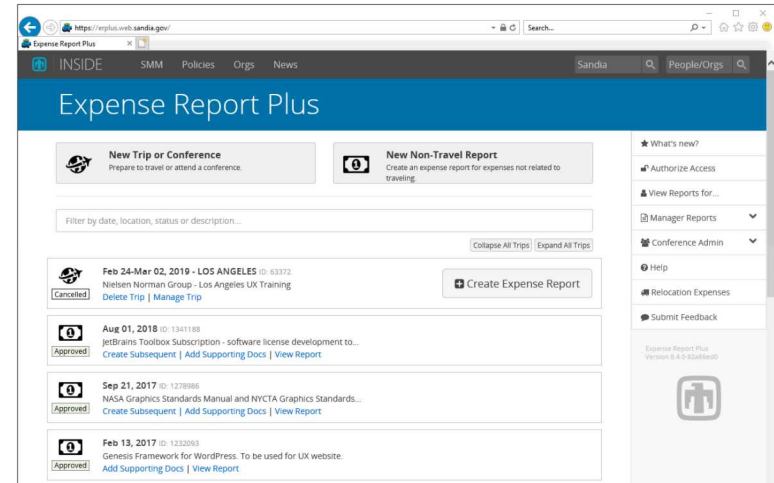 https://erplus.web.sandia.gov/
Search...
Expense Report Plus
INSIDE SMM Policies Orgs News Sandia People/Orgs
Expense Report Plus
New Trip or Conference
Prepare to travel or attend a conference.
New Non-Travel Report
Create an expense report for expenses not related to
traveling.
Filter by date, location, status or description...
Collapse All Trips Expand All Trips
Feb 24-Mar 02, 2019 - LOS ANGELES ID: 63372
Nielsen Norman Group - Los Angeles UX Training
Cancelled
Delete Trip | Manage Trip
Create Expense Report
Aug 01, 2018 ID: 1341188
JetBrains Toolbox Subscription - software license development to...
Approved
Create Subsequent | Add Supporting Docs | View Report
Sep 21, 2017 ID: 1278986
NASA Graphics Standards Manual and NYCTA Graphics Standards...
Approved
Create Subsequent | Add Supporting Docs | View Report
Feb 13, 2017 ID: 1232093
Genesis Framework for WordPress. To be used for UX website.
Approved
Add Supporting Docs | View Report
What's new?
Authorize Access
View Reports for...
Manager Reports
Conference Admin
Help
Relocation Expenses
Submit Feedback
Expense Report Plus